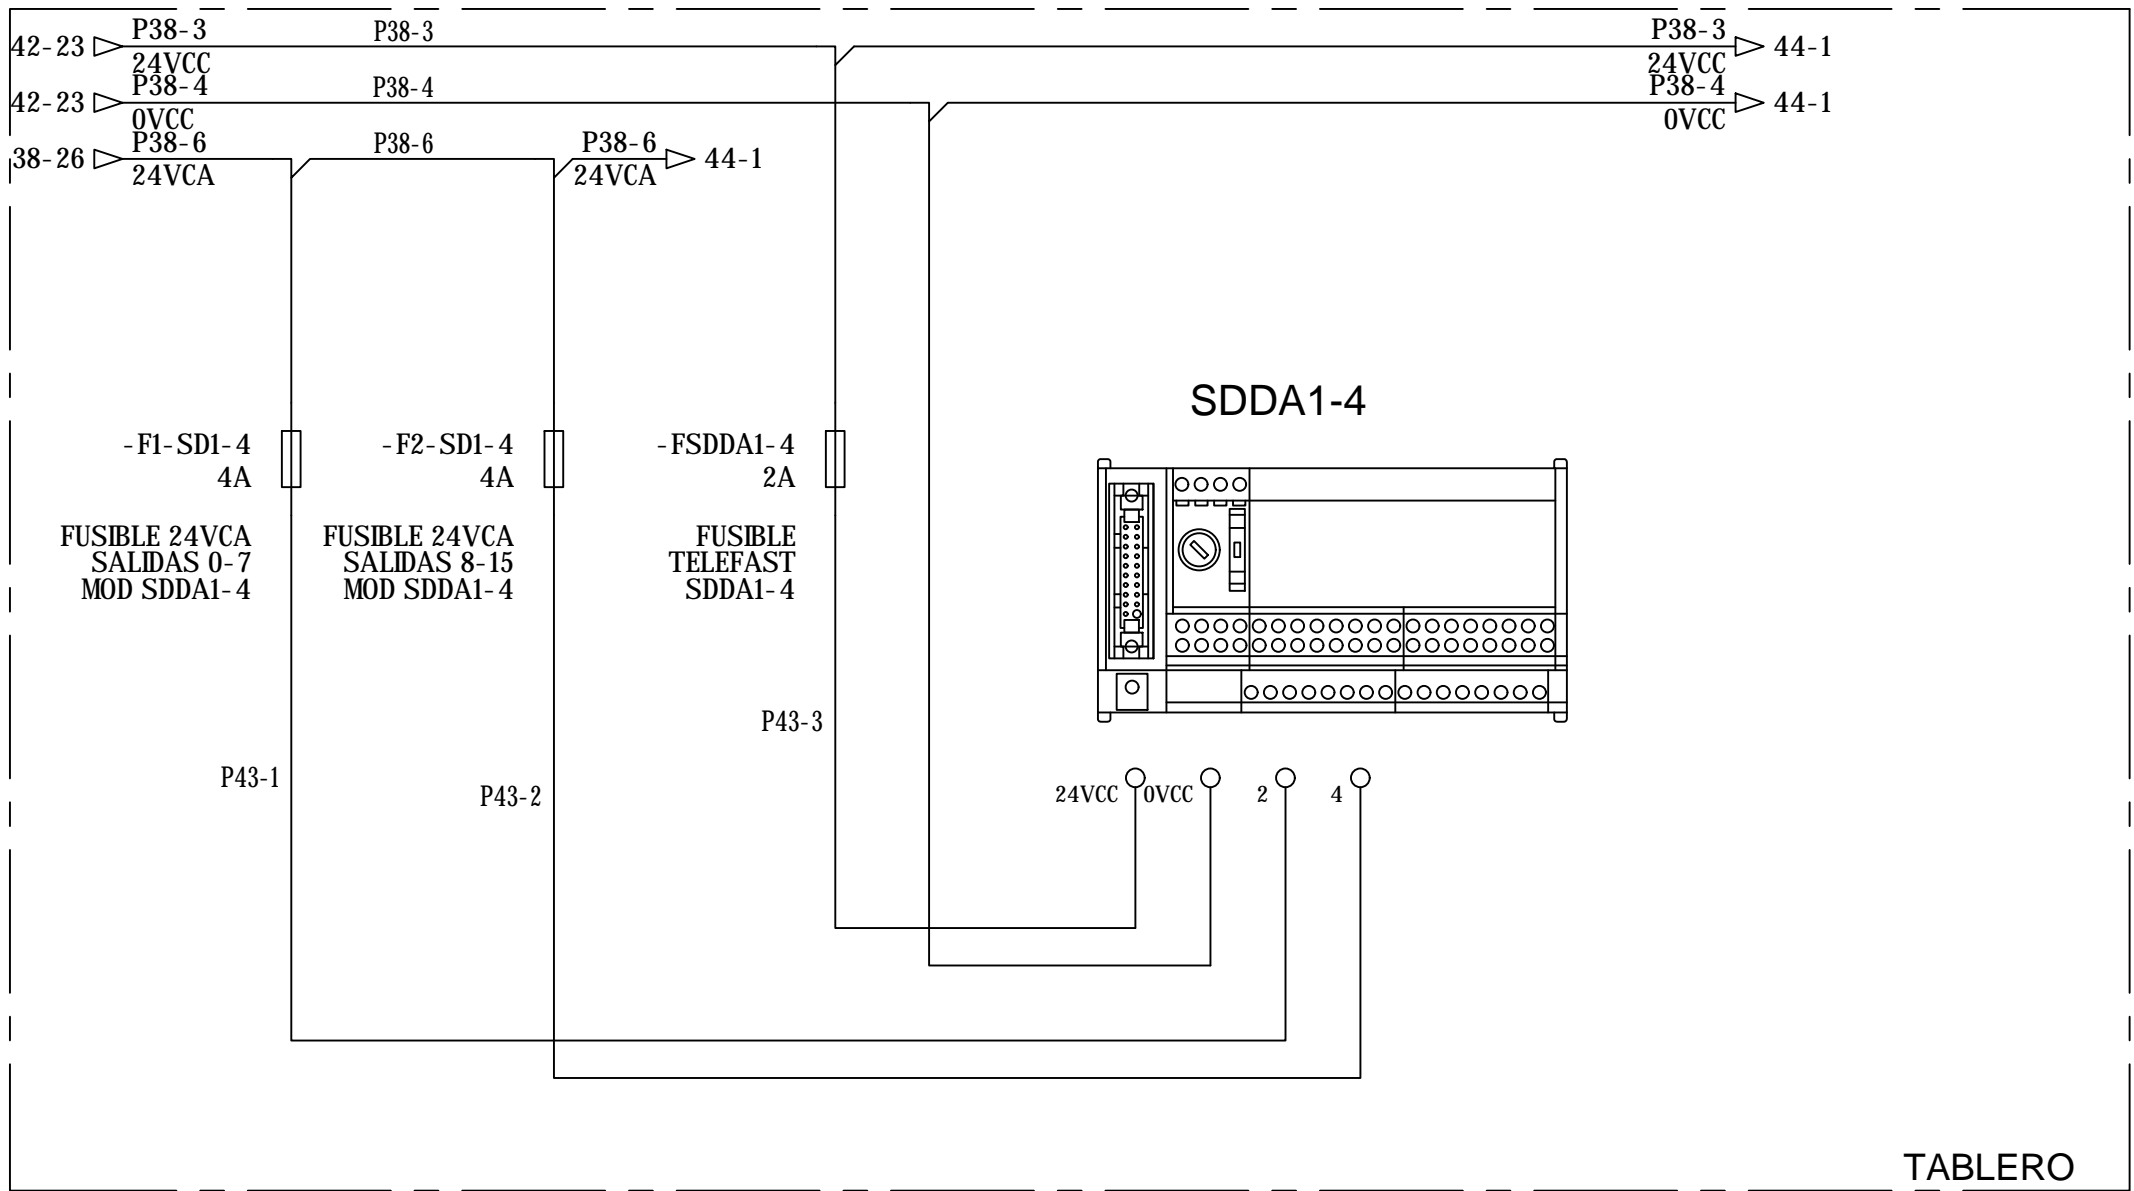 42-23 P38-3 P38-3 P38-3 44-1
24VCC 24VCC
42-23 P38-4 P38-4 P38-4 44-1
0VCC 0VCC
38-26 P38-6 P38-6 P38-6 44-1
24VCA 24VCA
SDDA1-4
-F1-SD1-4
4A
FUSIBLE 24VCA
SALIDAS 0-7
MOD SDDA1-4
-F2-SD1-4
4A
FUSIBLE 24VCA
SALIDAS 8-15
MOD SDDA1-4
-FSDDA1-4
2A
FUSIBLE
TELEFAST
SDDA1-4
P43-3
P43-1
P43-2
24VCC 0VCC 2 4
TABLERO